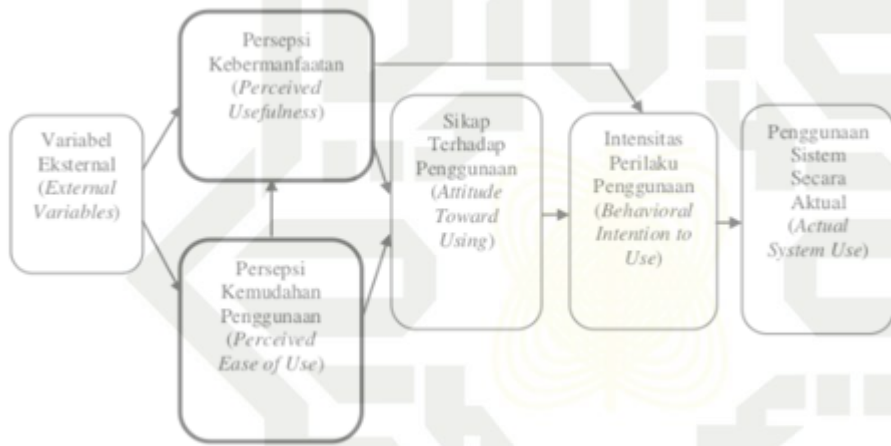 Persepsi
Kebermanfaatan
(Perceived
Usefulness)
Variabel
Eksternal
(External
Variables)
Persepsi
Kemudahan
Penggunaan
(Perceived
Ease of Use)
Sikap
Terhadap
Penggunaan
(Attitude
Toward
Using)
Intensitas
Perilaku
Penggunaan
(Behavioral
Intention to
Use)
Penggunaan
Sistem
Secara
Aktual
(Actual
System Use)